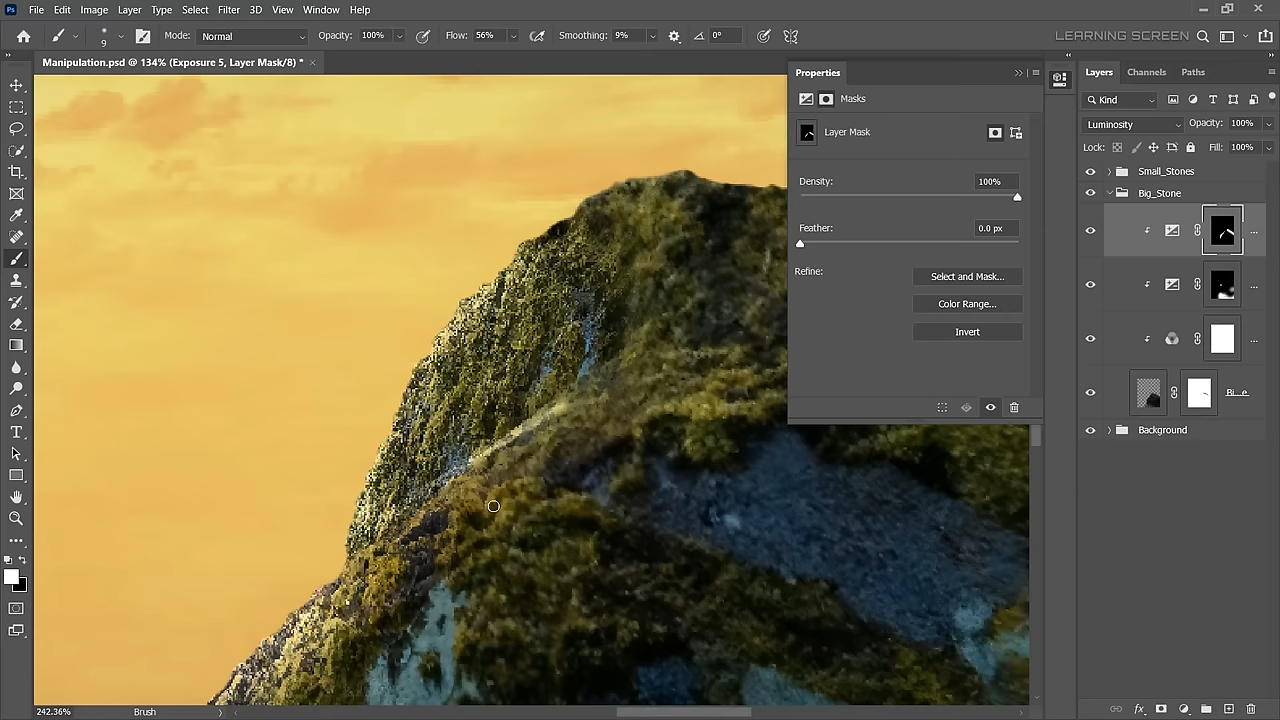 Ps File Edit Image Layer Type Select Filter 3D View Window Help
9 Mode: Normal Opacity: 100% Flow: 56% Smoothing: 9% 0° LEARNING SCREEN
Manipulation.psd @ 134% (Exposure 5, Layer Mask/8) * ×
Properties
Masks
Layer Mask
Density: 100%
Feather: 0.0 px
Refine: Select and Mask...
Color Range...
Invert
Layers Channels Paths
Kind
Luminosity Opacity: 100%
Lock: Fill: 100%
Small_Stones
Big_Stone
...
...
...
Bi...e
Background
242.36% Brush